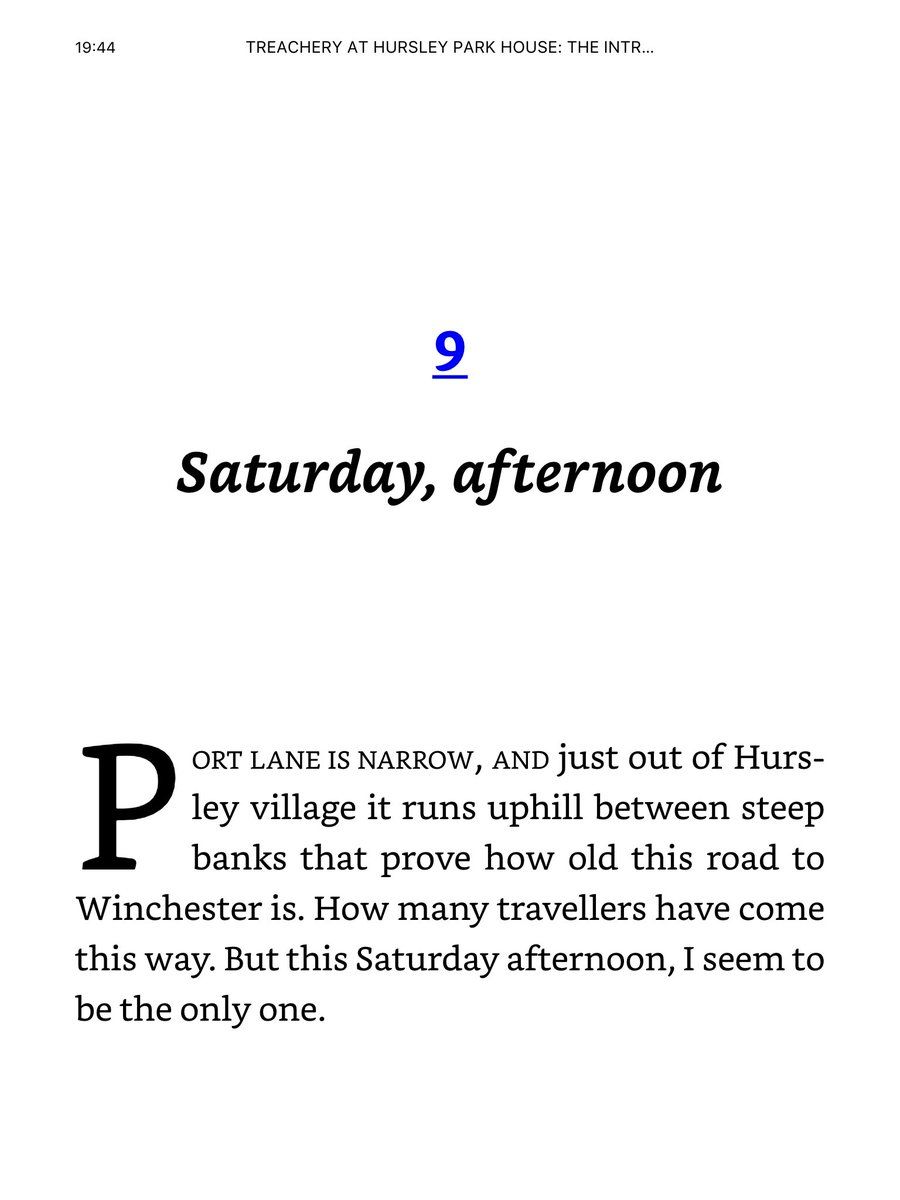 19:44 TREACHERY AT HURSLEY PARK HOUSE: THE INTR...
9
Saturday, afternoon
PORT LANE IS NARROW, AND just out of Hurs-
ley village it runs uphill between steep
banks that prove how old this road to
Winchester is. How many travellers have come
this way. But this Saturday afternoon, I seem to
be the only one.